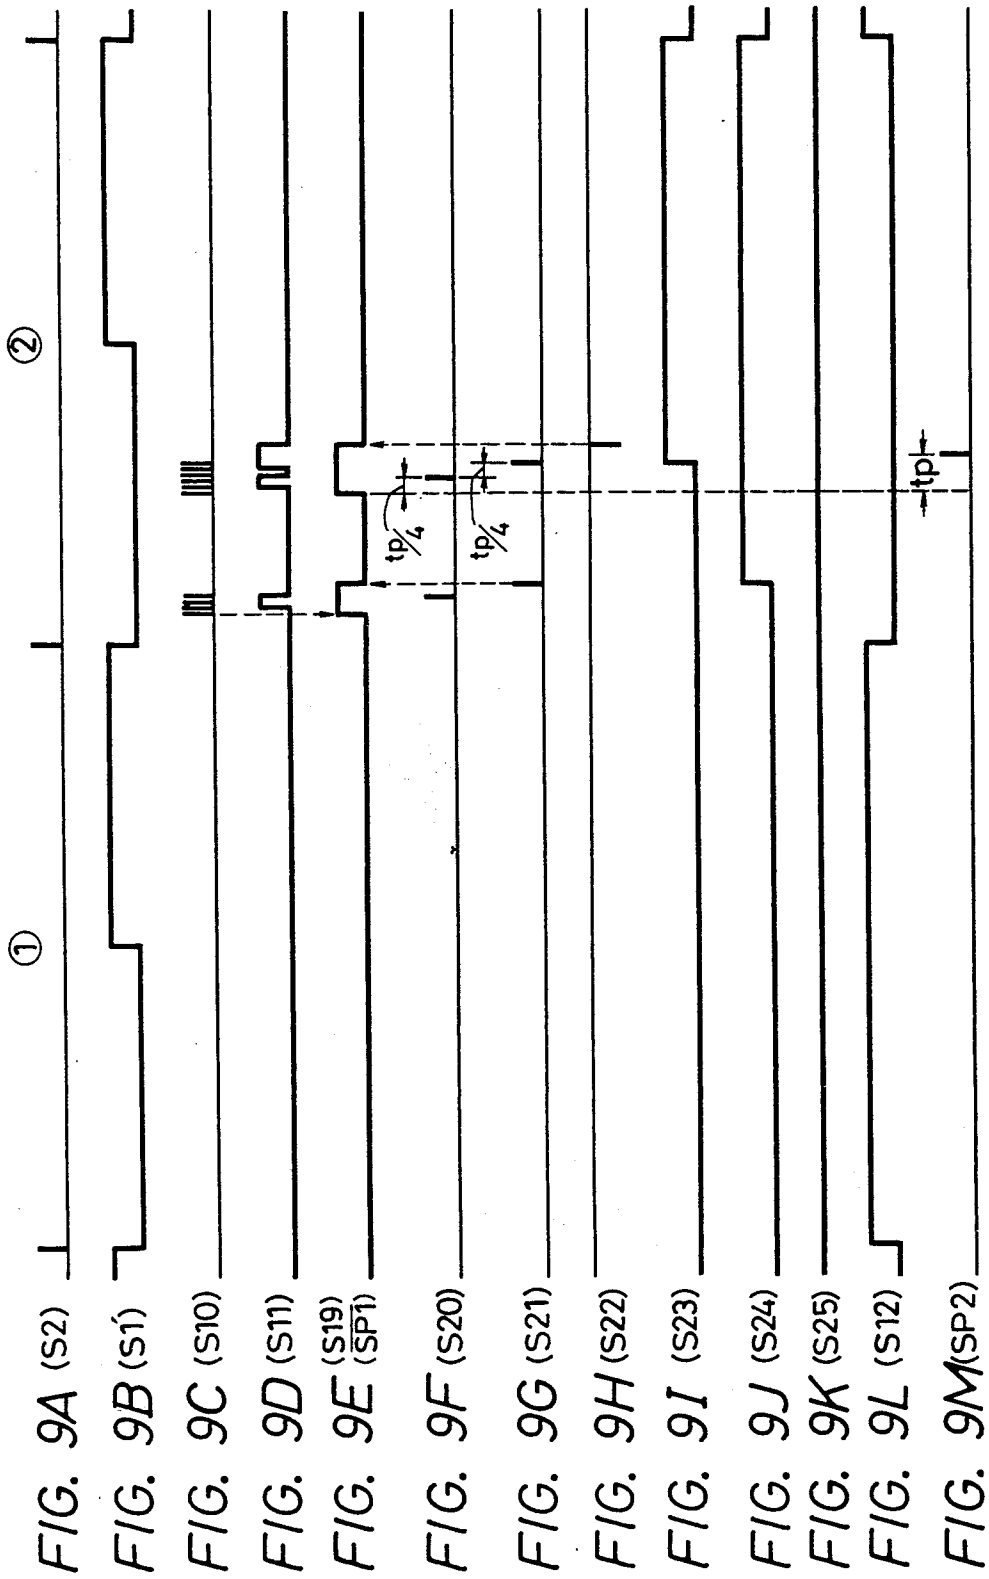 ① ②
FIG. 9A (S2)
FIG. 9B (S1')
FIG. 9C (S10)
FIG. 9D (S11)
FIG. 9E (S19) (SP1)
FIG. 9F (S20)
tp/4
FIG. 9G (S21)
tp/4
FIG. 9H (S22)
FIG. 9I (S23)
FIG. 9J (S24)
FIG. 9K (S25)
FIG. 9L (S12)
tp
FIG. 9M (SP2)